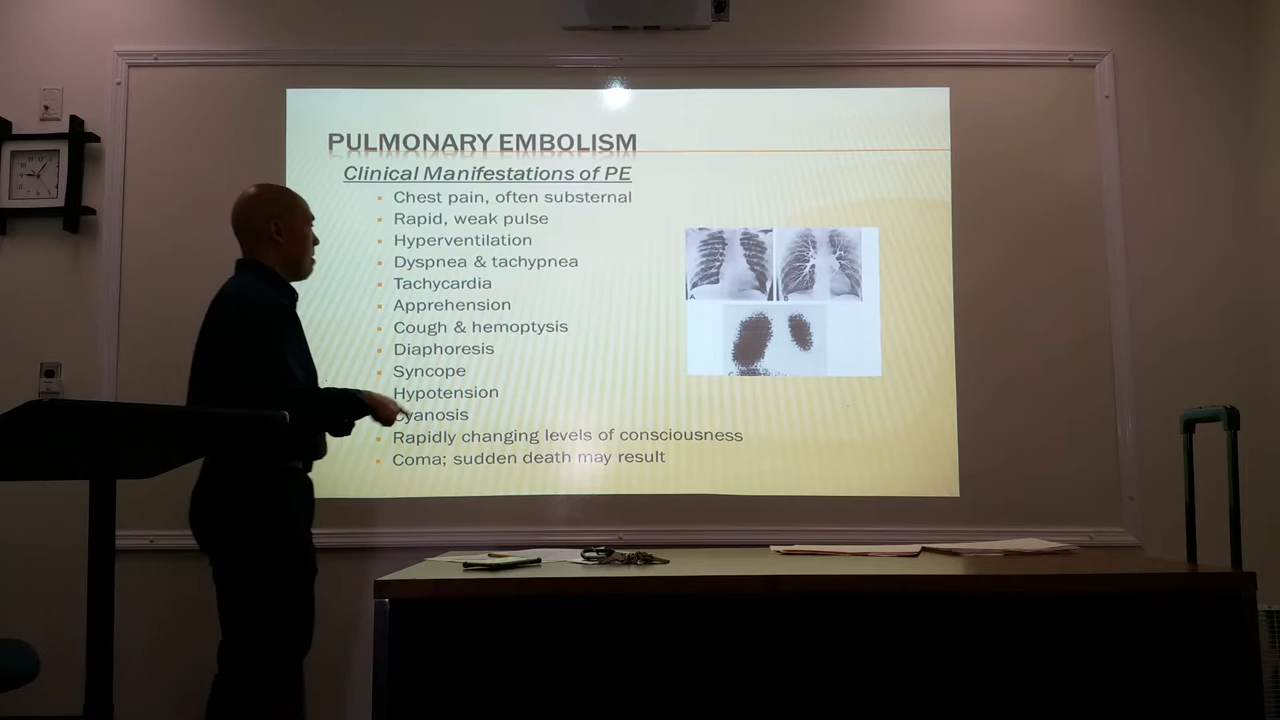 PULMONARY EMBOLISM
Clinical Manifestations of PE
Chest pain, often substernal
Rapid, weak pulse
Hyperventilation
Dyspnea & tachypnea
Tachycardia
Apprehension
Cough & hemoptysis
Diaphoresis
Syncope
Hypotension
Cyanosis
Rapidly changing levels of consciousness
Coma; sudden death may result
A
B
C